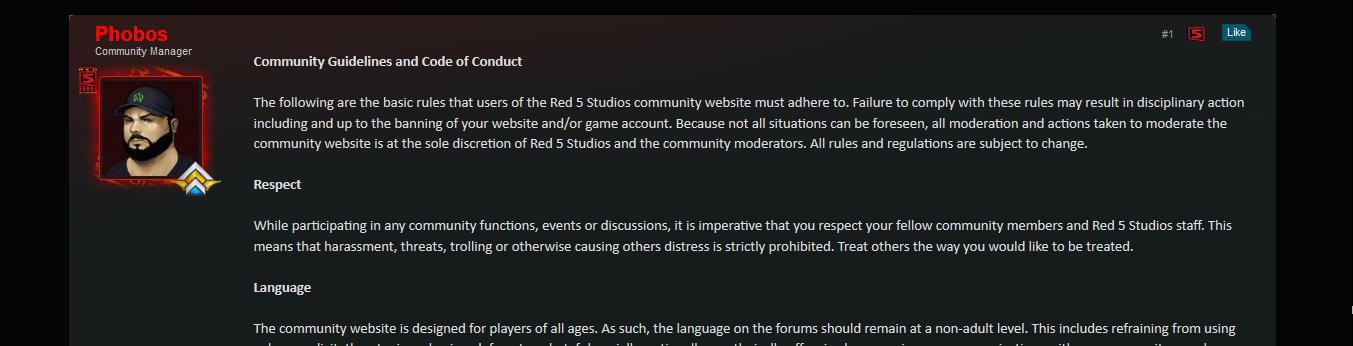 Phobos
Community Manager
RED
5
#1
5
Like
Community Guidelines and Code of Conduct
The following are the basic rules that users of the Red 5 Studios community website must adhere to. Failure to comply with these rules may result in disciplinary action
including and up to the banning of your website and/or game account. Because not all situations can be foreseen, all moderation and actions taken to moderate the
community website is at the sole discretion of Red 5 Studios and the community moderators. All rules and regulations are subject to change.
Respect
While participating in any community functions, events or discussions, it is imperative that you respect your fellow community members and Red 5 Studios staff. This
means that harassment, threats, trolling or otherwise causing others distress is strictly prohibited. Treat others the way you would like to be treated.
Language
The community website is designed for players of all ages. As such, the language on the forums should remain at a non-adult level. This includes refraining from using